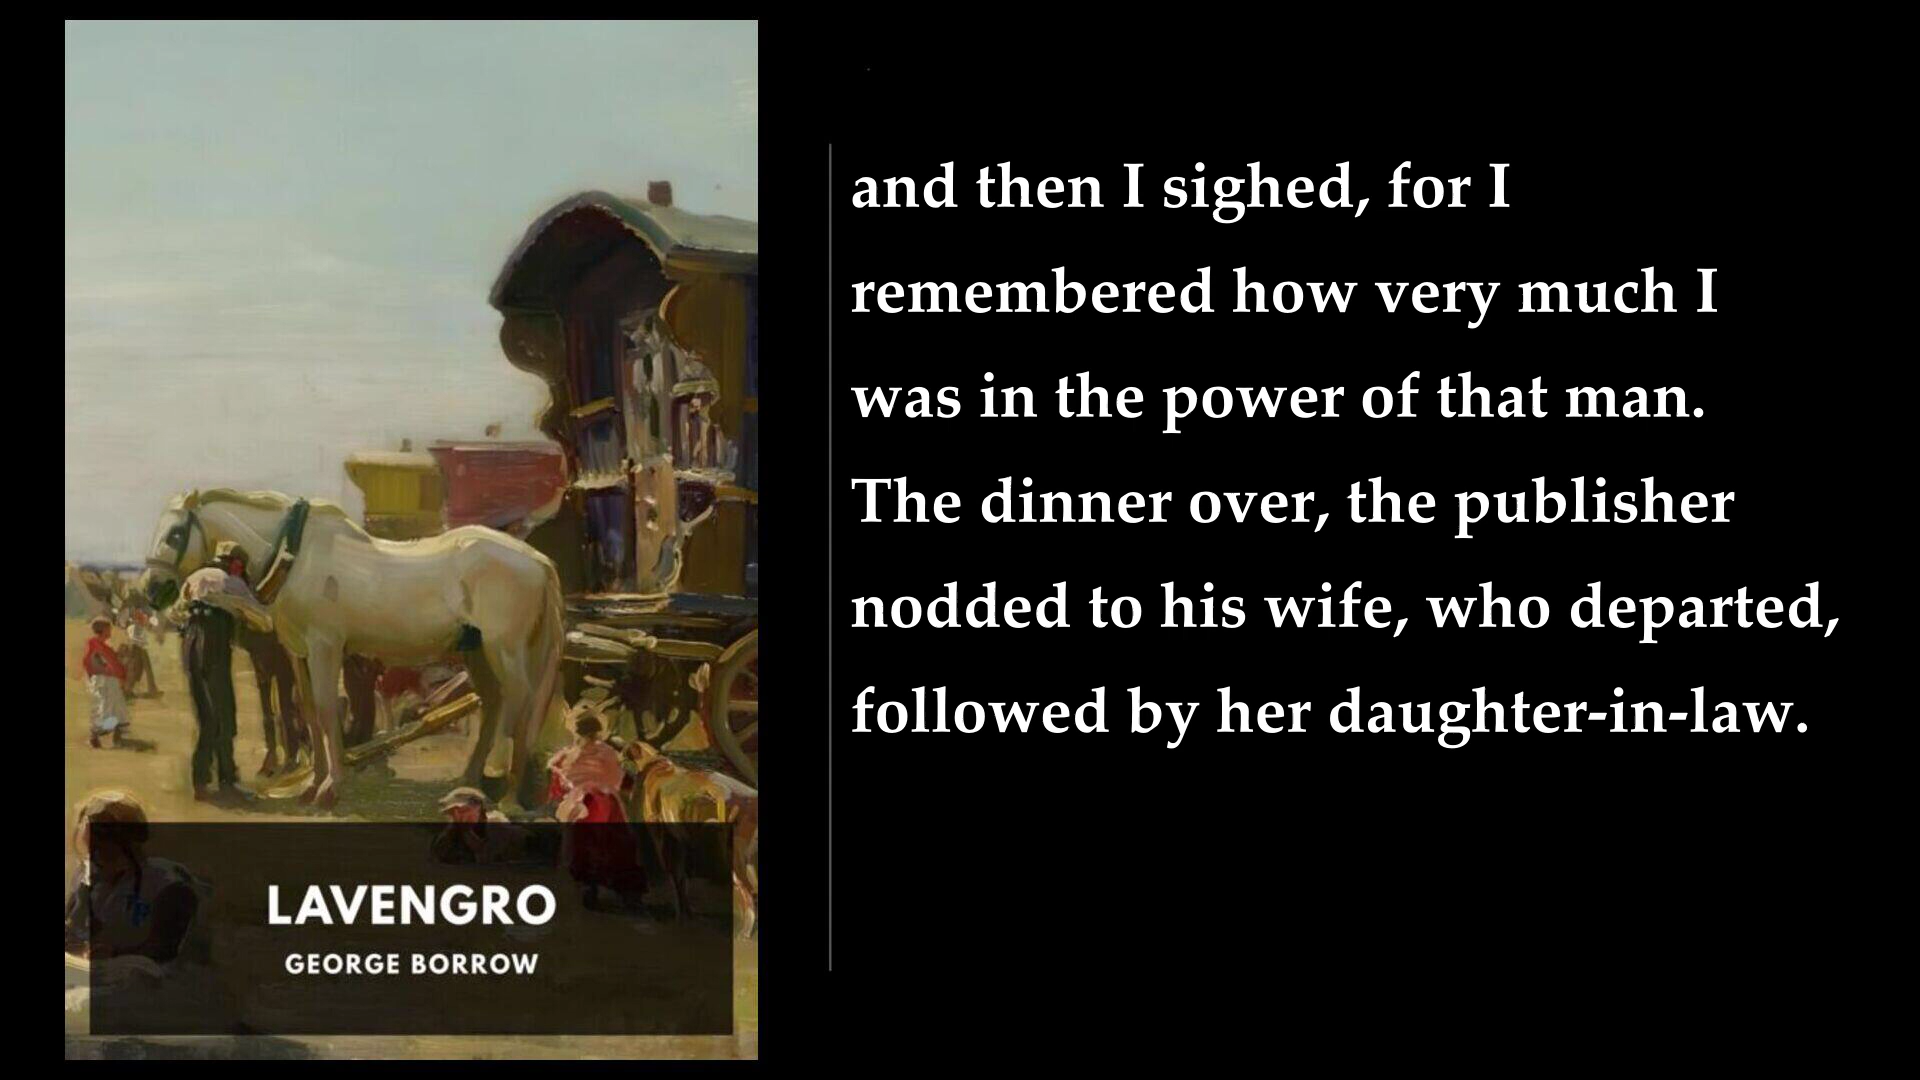 and then I sighed, for I
remembered how very much I
was in the power of that man.
The dinner over, the publisher
nodded to his wife, who departed,
followed by her daughter-in-law.
LAVENGRO
GEORGE BORROW